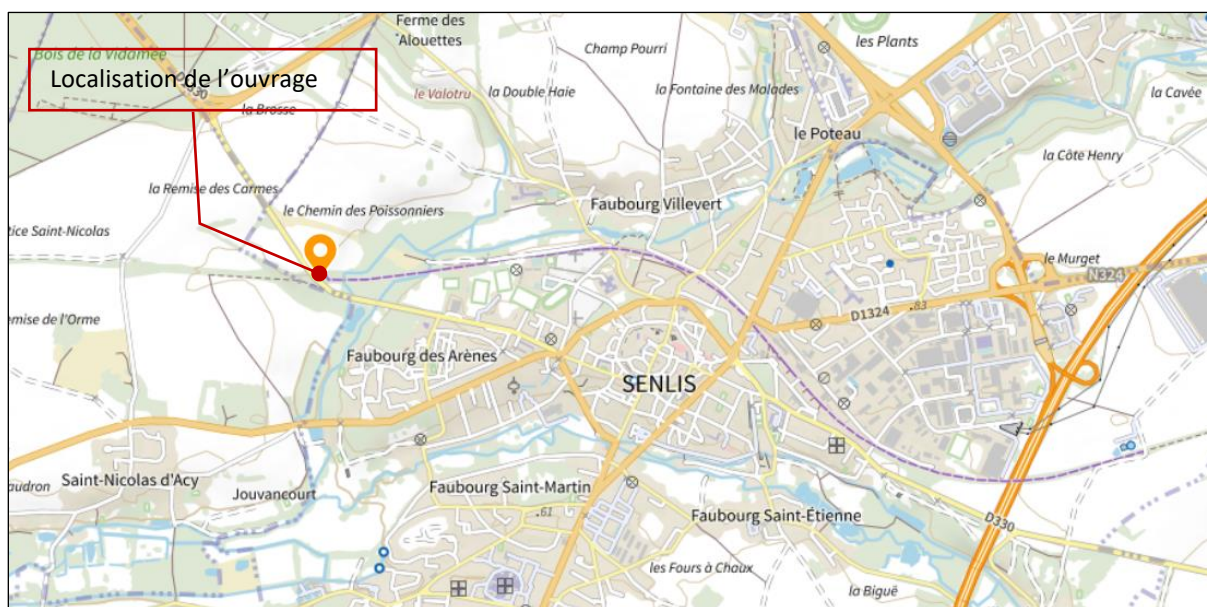 Ferme des
Alouettes
Champ Pourri
les Plants
Bois de la Vidamée
Localisation de l'ouvrage
le Valotru
la Double Haie
la Fontaine des Malades
la Cavée
la Brosse
le Poteau
la Côte Henry
la Remise des Carmes
le Chemin des Poissonniers
Faubourg Villevert
tice Saint-Nicolas
le Murget
N324
emise de l'Orme
D1324
83
Faubourg des Arènes
SENLIS
Saint-Nicolas d'Acy
audron
Jouvancourt
Faubourg Saint-Martin
61
Faubourg Saint-Étienne
D330
les Fours à Chaux
la Biguë